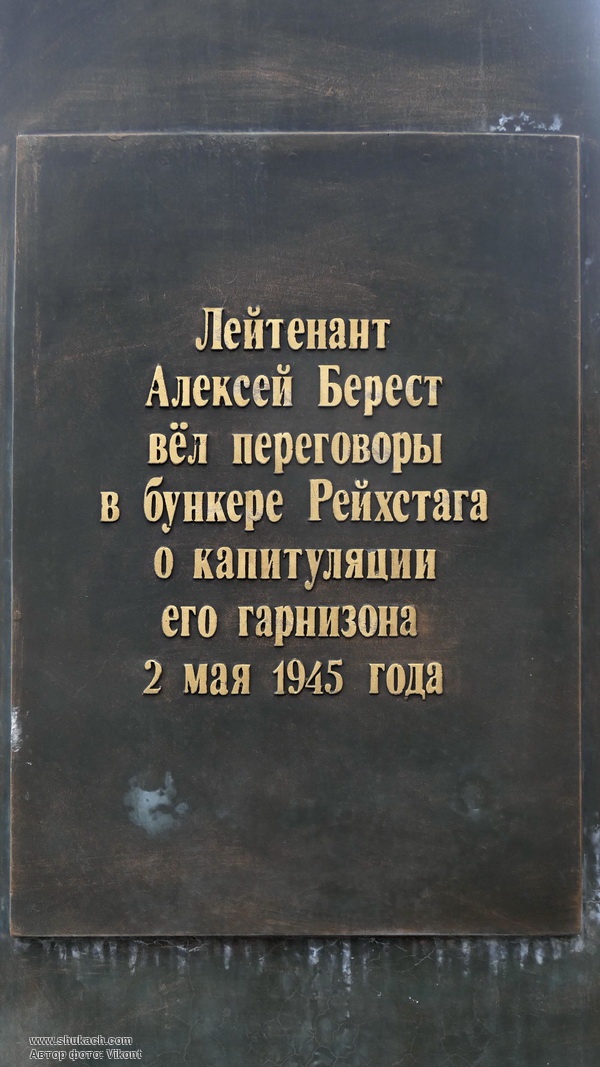 Лейтенант
Алексей Берест
вёл переговоры
в бункере Рейхстага
о капитуляции
его гарнизона
2 мая 1945 года
www.shukach.com
Автор фото: Vikont